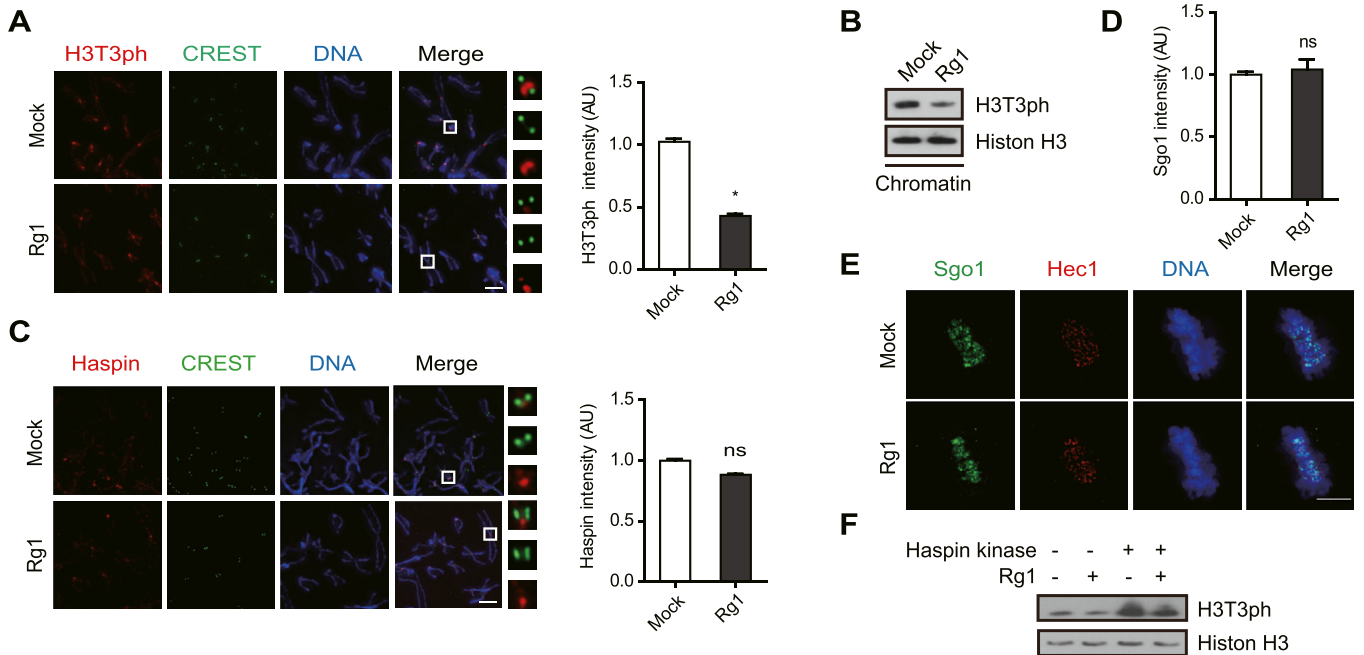 A
H3T3ph CREST DNA Merge
Mock
Rg1
H3T3ph intensity (AU)
1.5
1.0
0.5
0.0
*
Mock
Rg1
B
Mock
Rg1
H3T3ph
Histon H3
Chromatin
C
Haspin CREST DNA Merge
Mock
Rg1
Haspin intensity (AU)
1.5
1.0
0.5
0.0
ns
Mock
Rg1
D
Sgo1 intensity (AU)
1.5
1.0
0.5
0.0
ns
Mock
Rg1
E
Sgo1 Hec1 DNA Merge
Mock
Rg1
F
Haspin kinase - - + +
Rg1 - + - +
H3T3ph
Histon H3